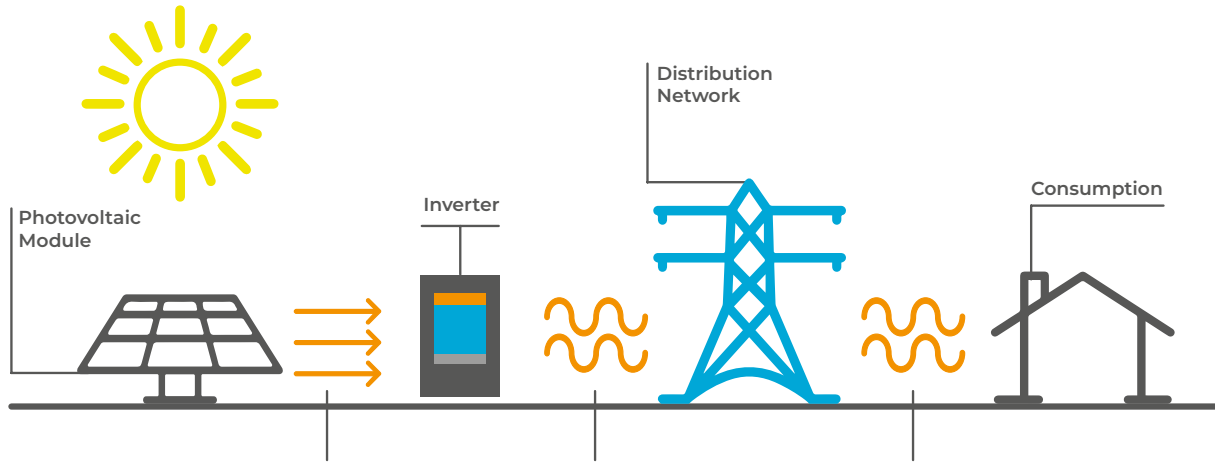 Photovoltaic
Module
Inverter
Distribution
Network
Consumption